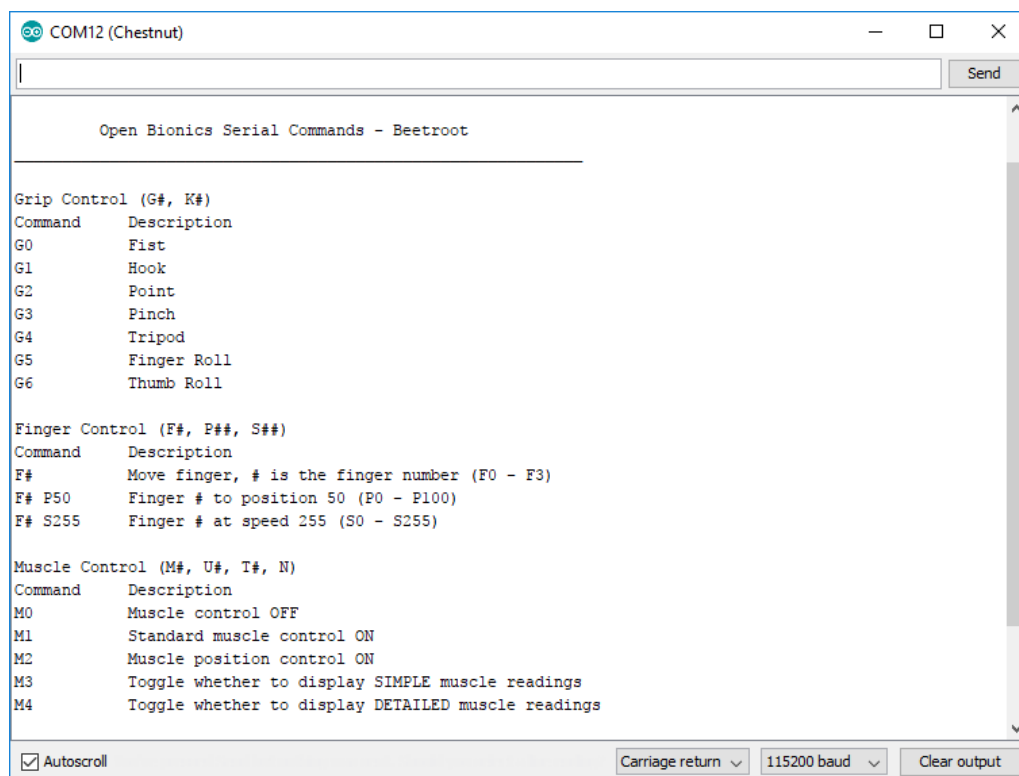 COM12 (Chestnut)
Send
Open Bionics Serial Commands - Beetroot
Grip Control (G#, K#)
Command Description
G0 Fist
G1 Hook
G2 Point
G3 Pinch
G4 Tripod
G5 Finger Roll
G6 Thumb Roll
Finger Control (F#, P##, S##)
Command Description
F# Move finger, # is the finger number (F0 - F3)
F# P50 Finger # to position 50 (P0 - P100)
F# S255 Finger # at speed 255 (S0 - S255)
Muscle Control (M#, U#, T#, N)
Command Description
M0 Muscle control OFF
M1 Standard muscle control ON
M2 Muscle position control ON
M3 Toggle whether to display SIMPLE muscle readings
M4 Toggle whether to display DETAILED muscle readings
Autoscroll Carriage return 115200 baud Clear output